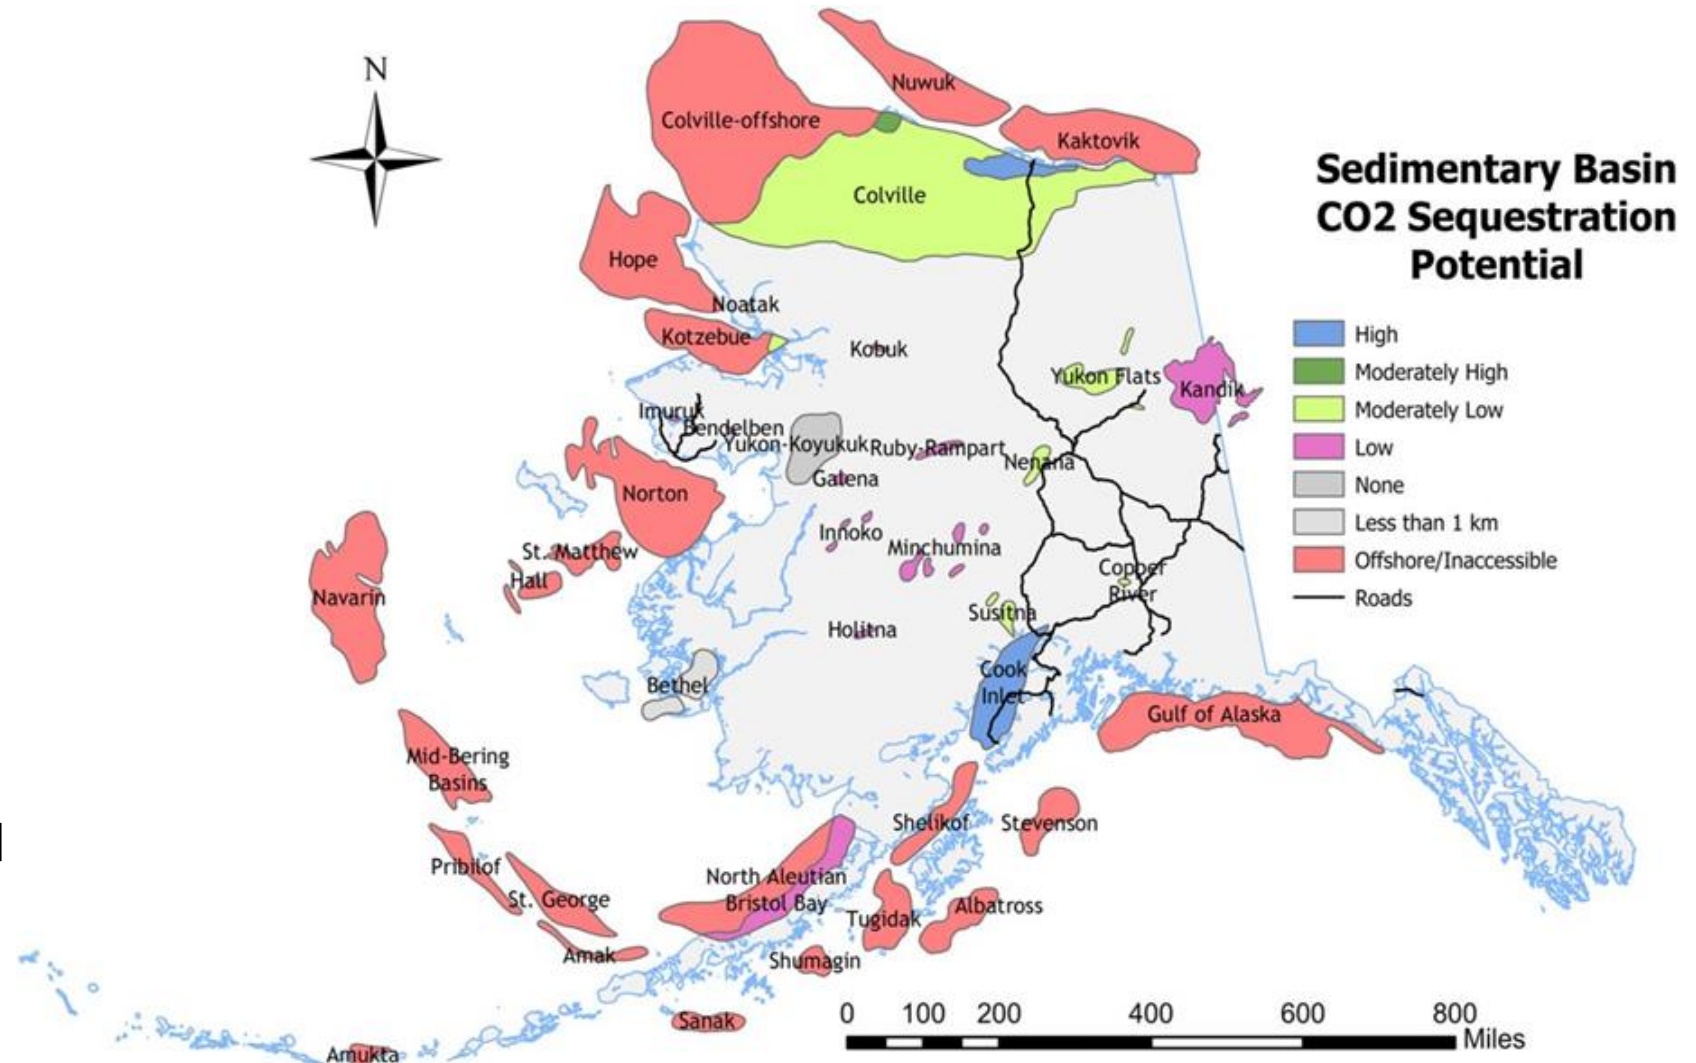 N
Nuwuk
Colville-offshore
Kaktovik
Sedimentary Basin
CO2 Sequestration
Potential
Colville
Hope
Noatak
Kotzebue
Kobuk
Yukon Flats
Kandik
Imuruk
Bendelben
Yukon-Koyukuk
Ruby-Rampart
Nenana
Galena
Norton
Innoko
Minchumina
St. Matthew
Hall
Navarin
Copper
River
Susitna
Holitna
Cook
Inlet
Bethel
Gulf of Alaska
Mid-Bering
Basins
Shelikof
Stevenson
Pribilof
St. George
North Aleutian
Bristol Bay
Tugidak
Albatross
Amak
Shumagin
Sanak
Amukta
High
Moderately High
Moderately Low
Low
None
Less than 1 km
Offshore/Inaccessible
Roads
0 100 200 400 600 800
Miles